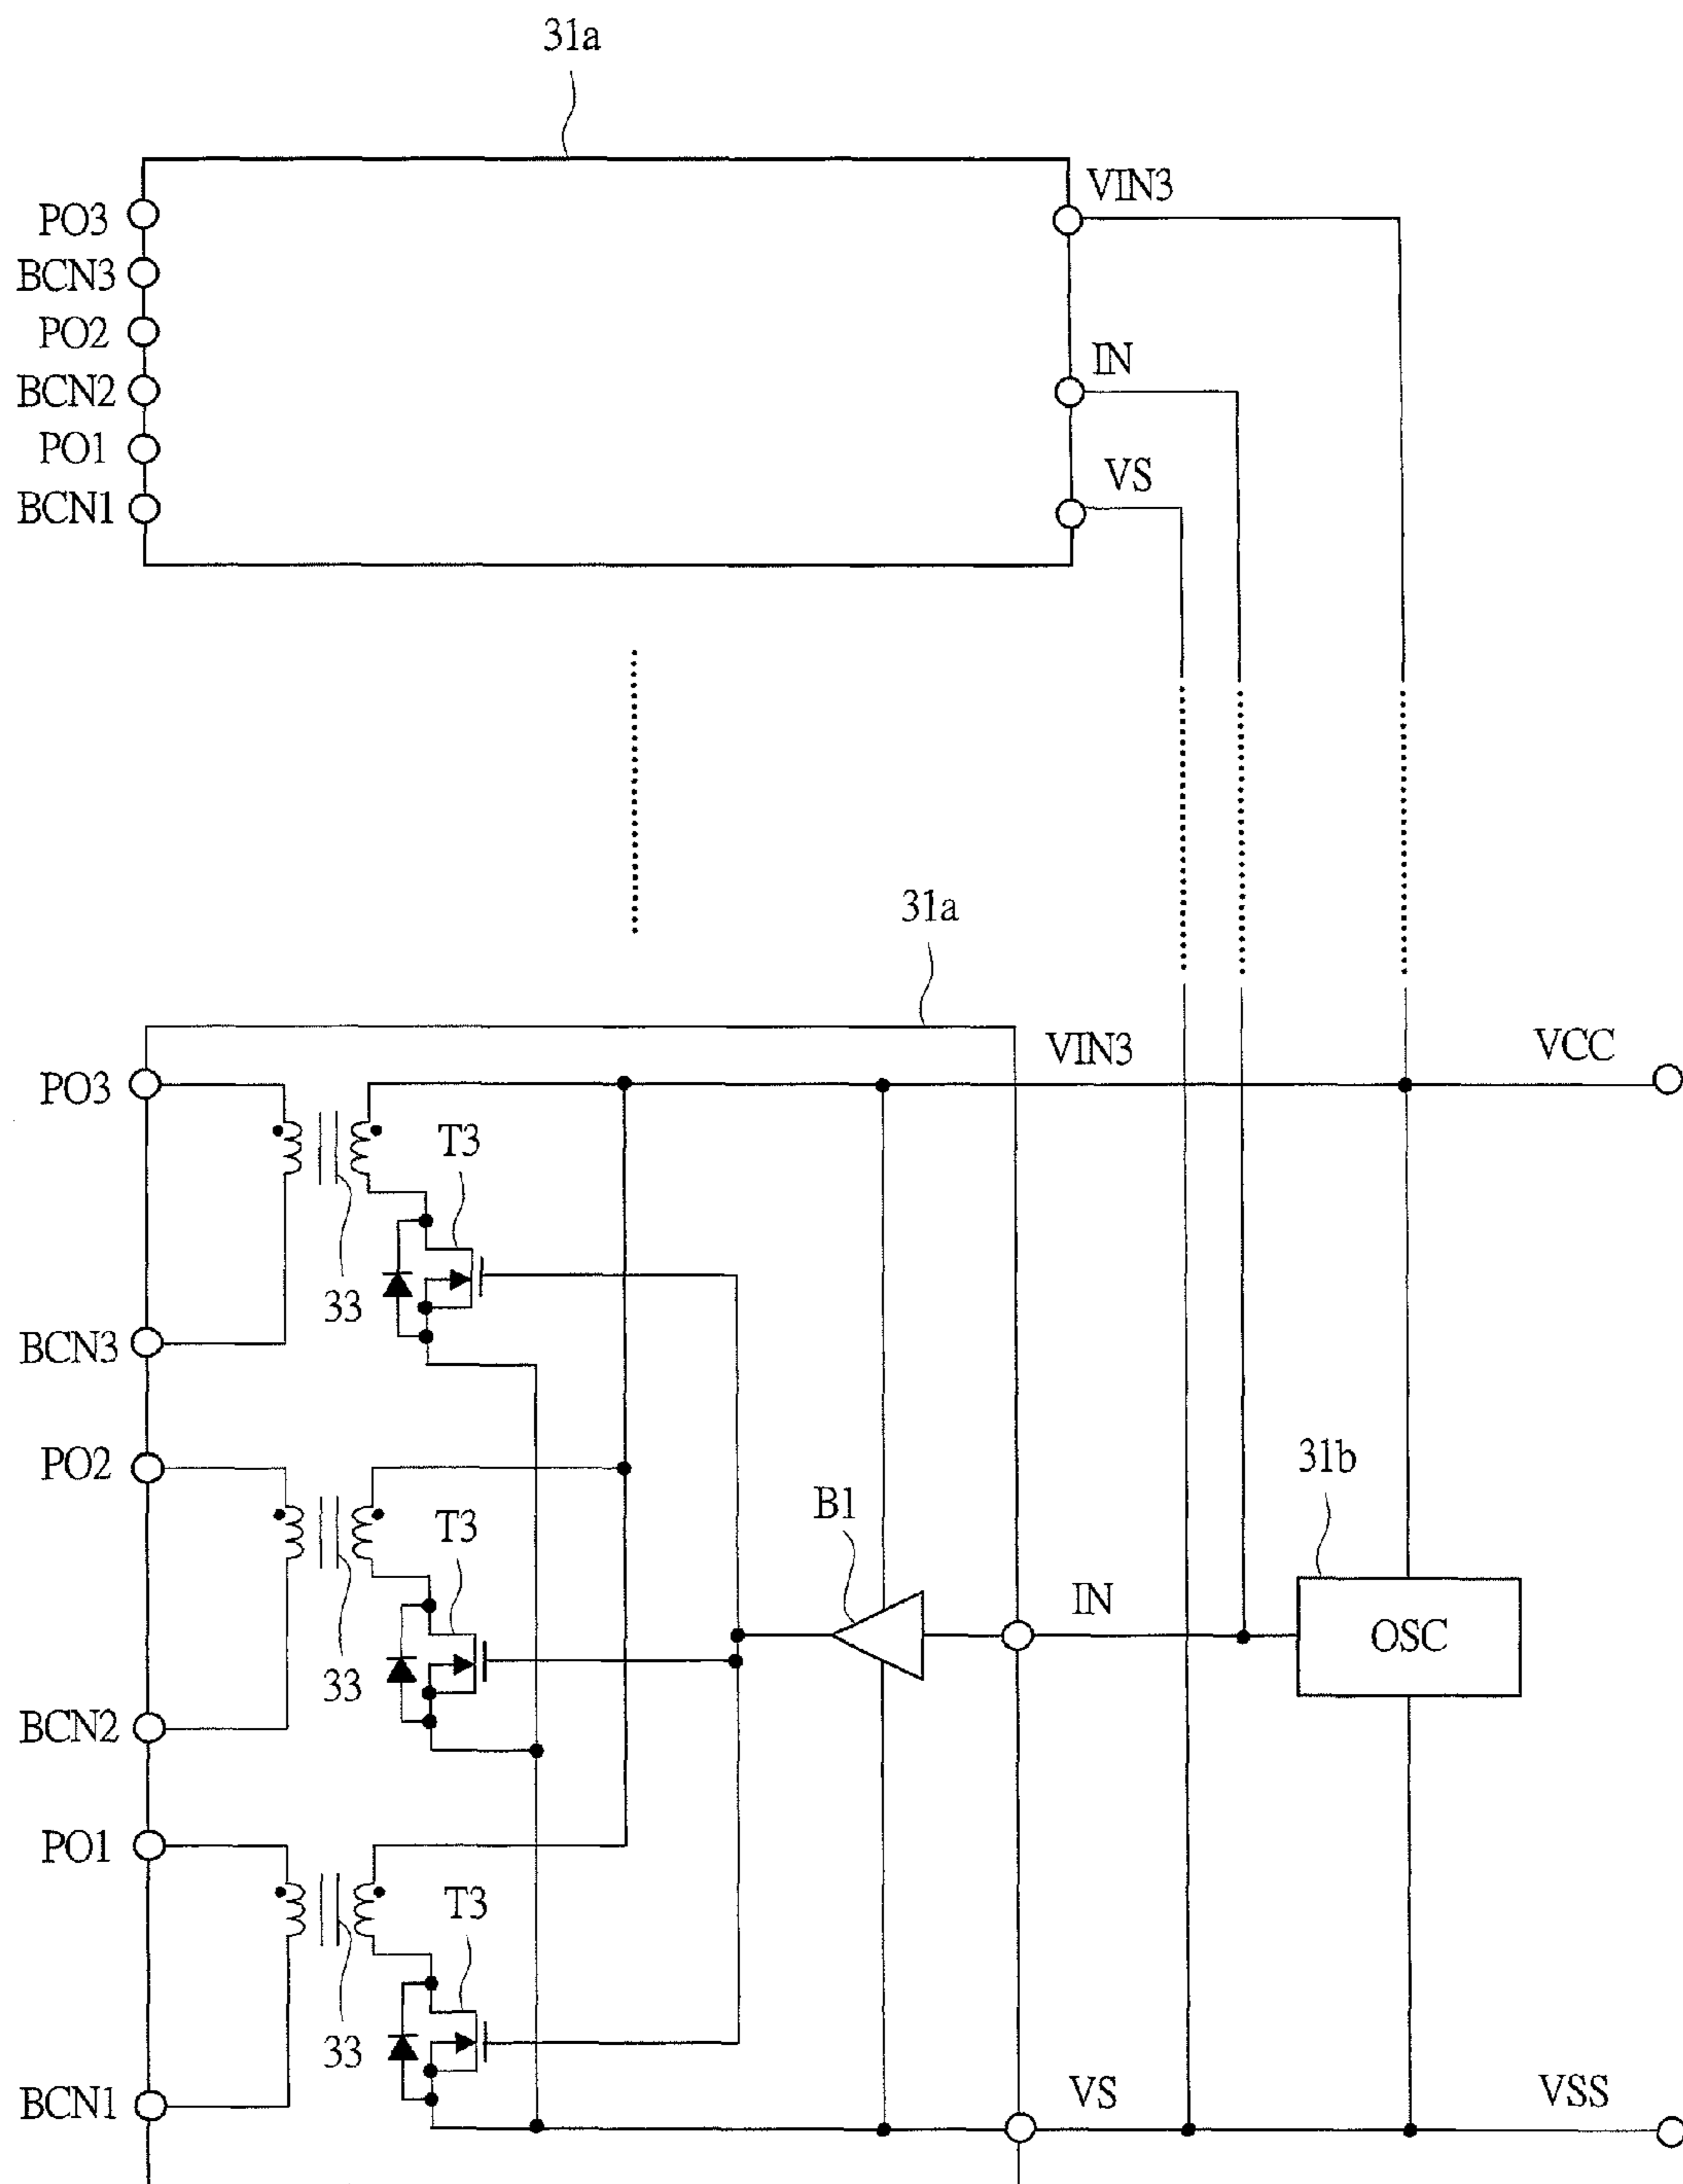 31a
VIN3
PO3
BCN3
PO2
IN
BCN2
PO1
VS
BCN1
31a
VIN3
VCC
PO3
T3
33
BCN3
PO2
31b
B1
T3
IN
OSC
33
BCN2
PO1
T3
33
BCN1
VS
VSS